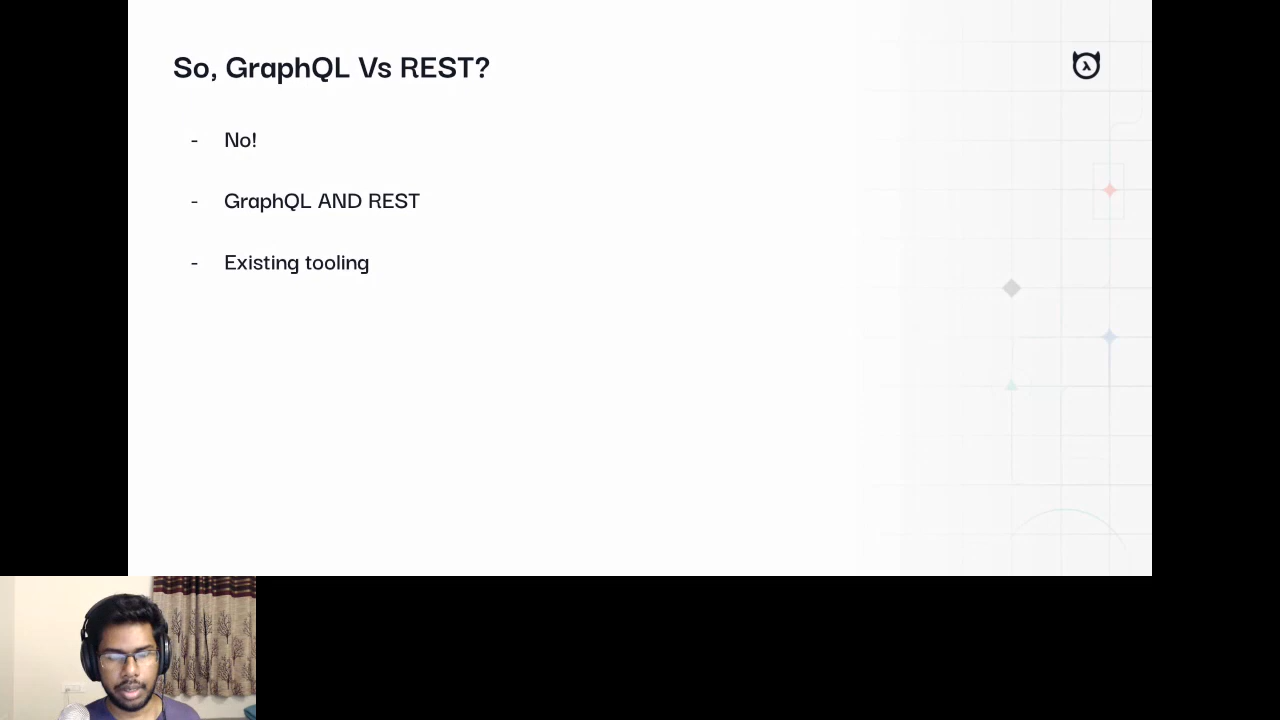 So, GraphQL Vs REST?
- No!
- GraphQL AND REST
- Existing tooling